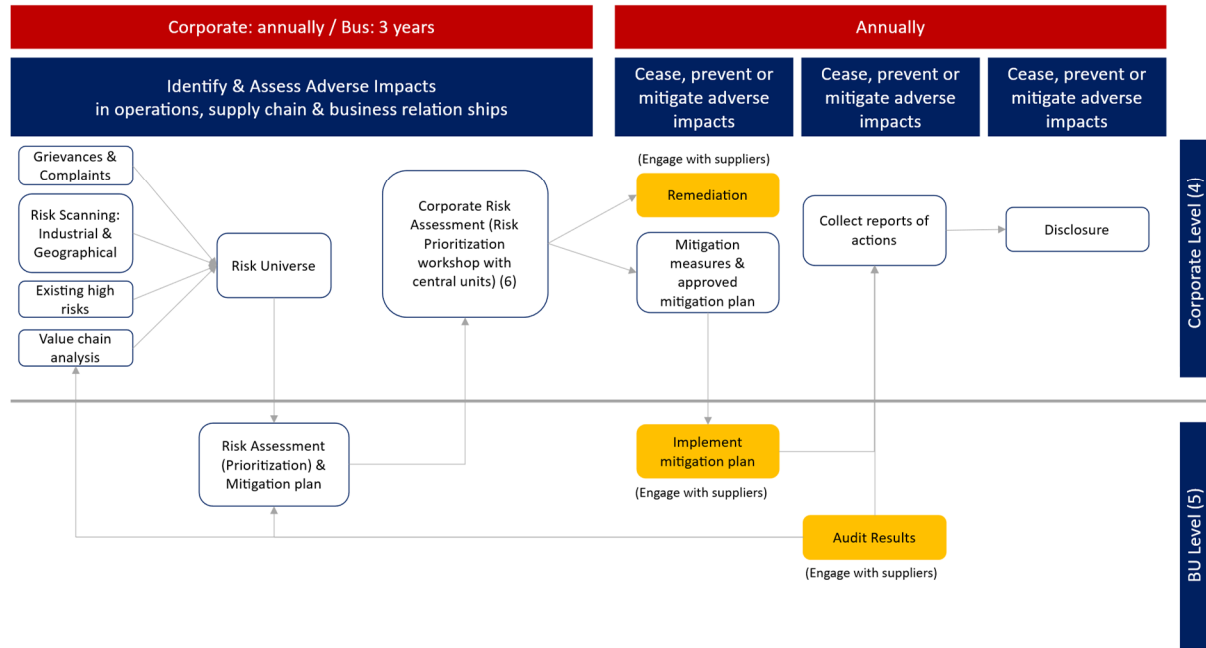 Corporate: annually / Bus: 3 years
Annually
Identify & Assess Adverse Impacts
in operations, supply chain & business relation ships
Cease, prevent or
mitigate adverse
impacts
Cease, prevent or
mitigate adverse
impacts
Cease, prevent or
mitigate adverse
impacts
Grievances &
Complaints
Risk Scanning:
Industrial &
Geographical
Existing high
risks
Value chain
analysis
Risk Universe
Corporate Risk
Assessment (Risk
Prioritization
workshop with
central units) (6)
(Engage with suppliers)
Remediation
Mitigation
measures &
approved
mitigation plan
Collect reports of
actions
Disclosure
Corporate Level (4)
Risk Assessment
(Prioritization) &
Mitigation plan
Implement
mitigation plan
(Engage with suppliers)
Audit Results
(Engage with suppliers)
BU Level (5)